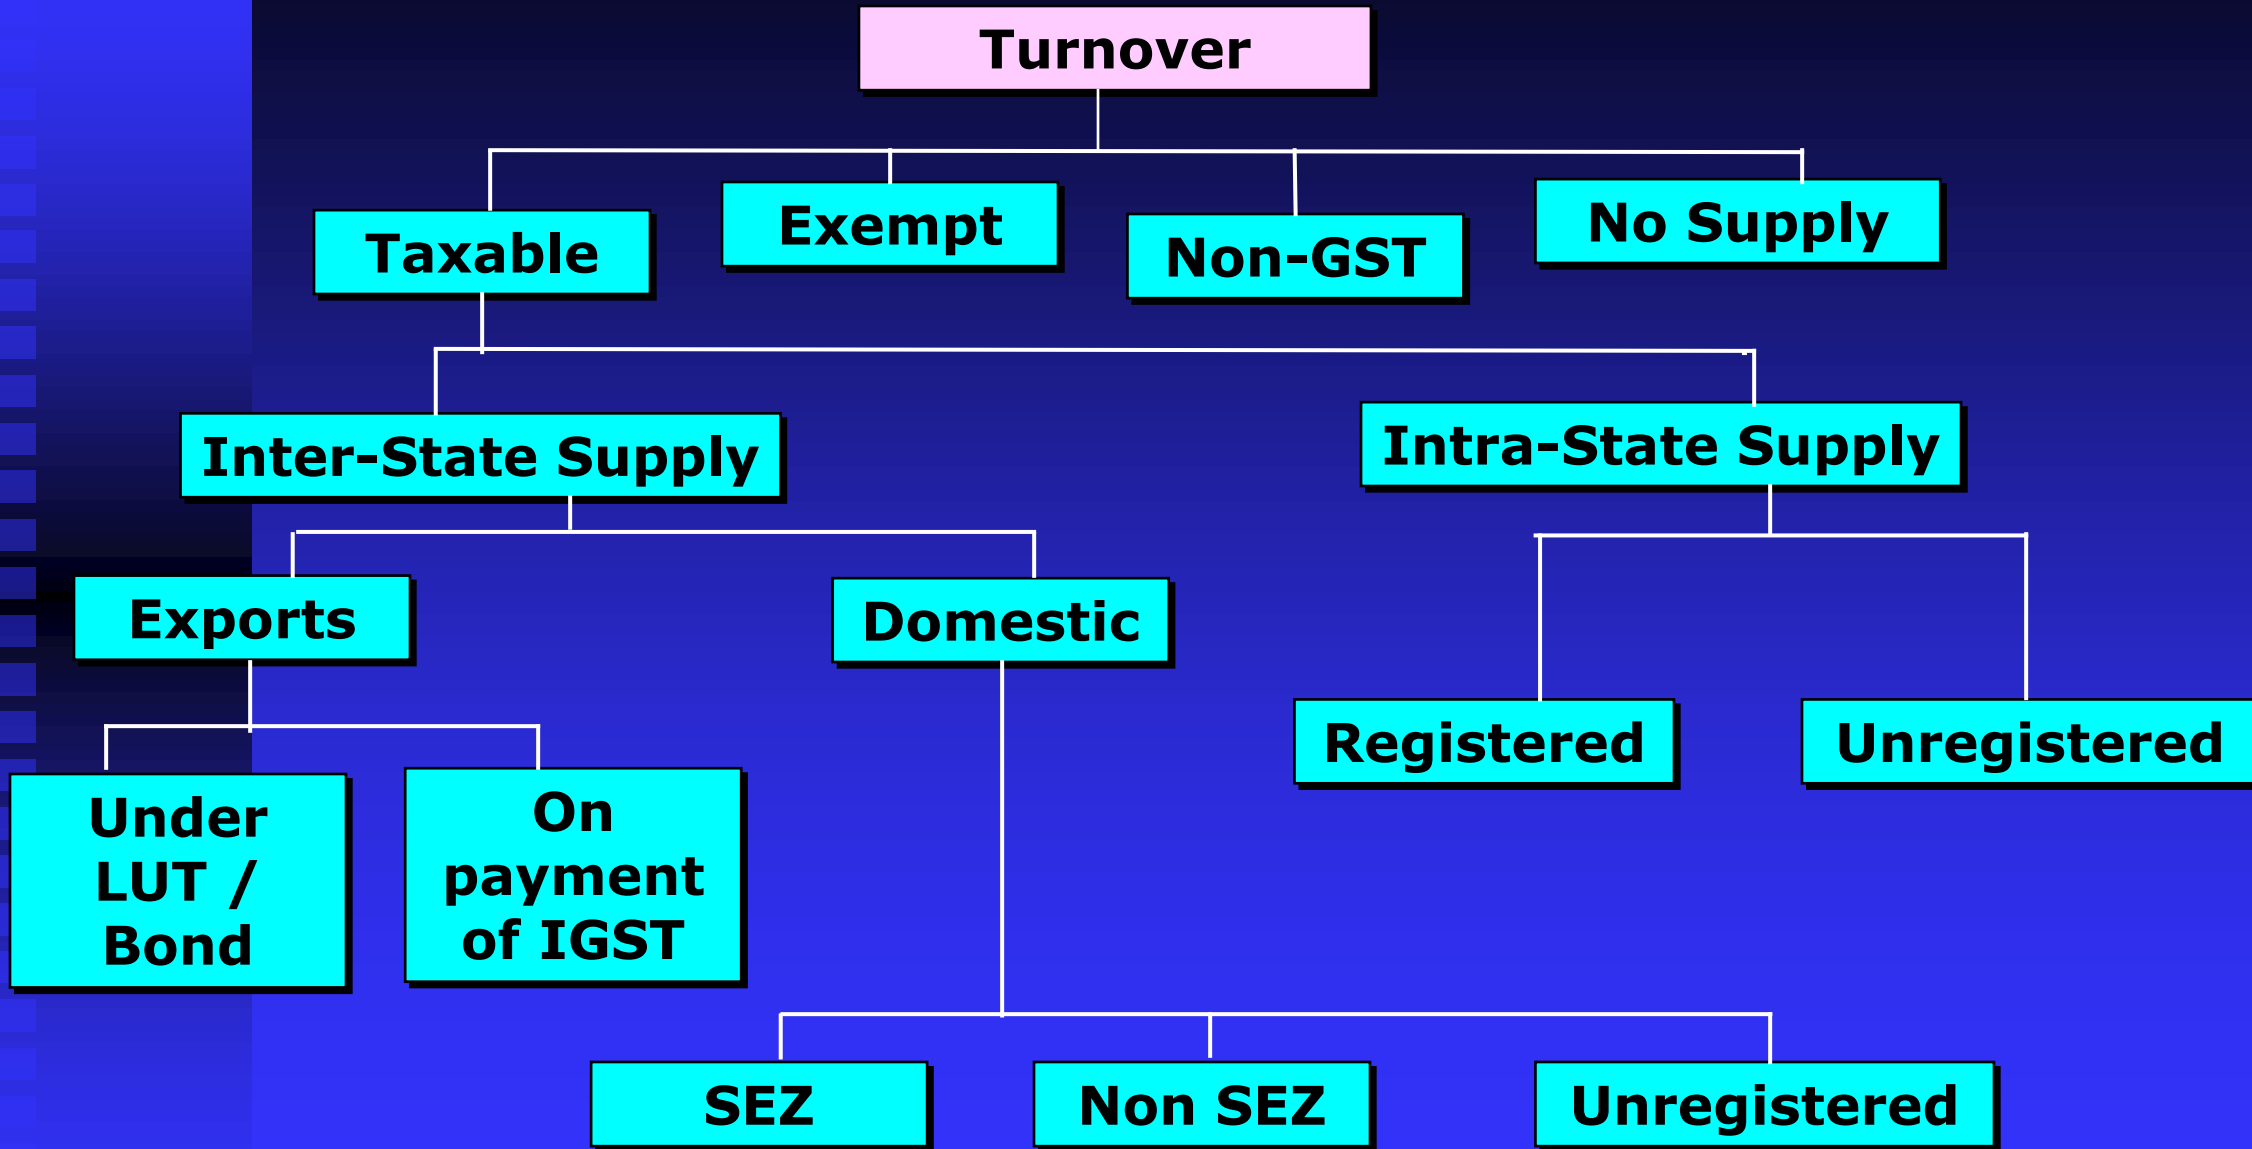 Turnover
Taxable
Exempt
Non-GST
No Supply
Inter-State Supply
Intra-State Supply
Exports
Domestic
Registered
Unregistered
Under
LUT /
Bond
On
payment
of IGST
SEZ
Non SEZ
Unregistered